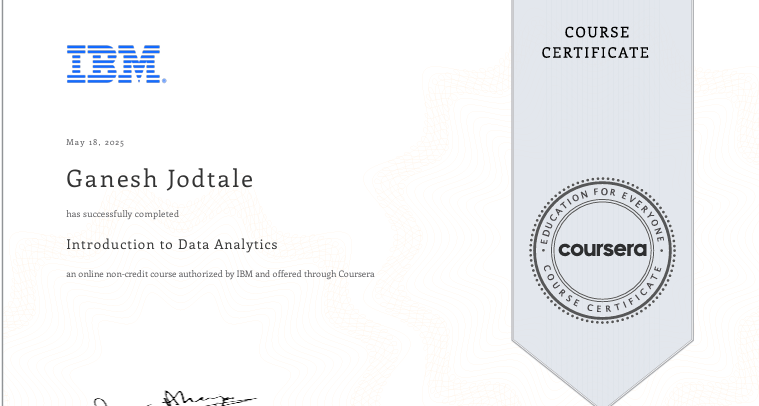 COURSE
CERTIFICATE
IBM®
May 18, 2025
Ganesh Jodtale
has successfully completed
Introduction to Data Analytics
an online non-credit course authorized by IBM and offered through Coursera
EDUCATION FOR EVERYONE
coursera
COURSE CERTIFICATE